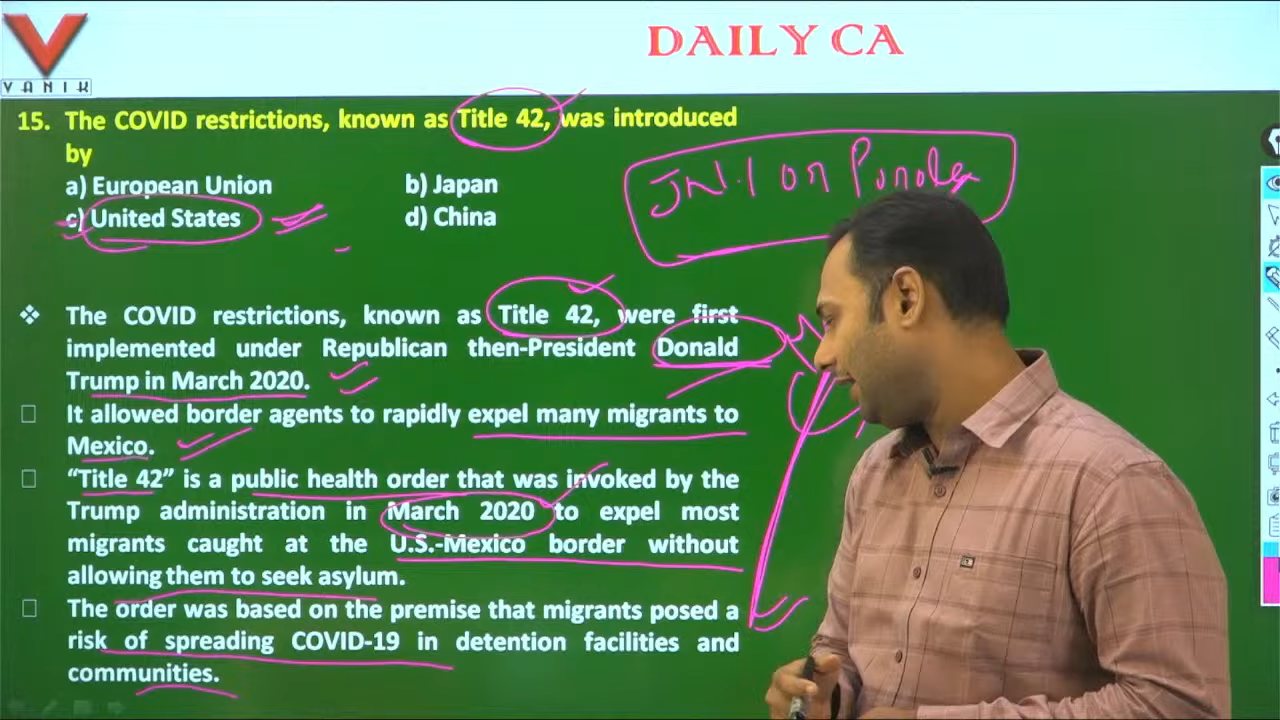 VANIK
DAILY CA
15. The COVID restrictions, known as Title 42, was introduced
by
a) European Union b) Japan
c) United States d) China
❖ The COVID restrictions, known as Title 42, were first
implemented under Republican then-President Donald
Trump in March 2020.
It allowed border agents to rapidly expel many migrants to
Mexico.
“Title 42” is a public health order that was invoked by the
Trump administration in March 2020 to expel most
migrants caught at the U.S.-Mexico border without
allowing them to seek asylum.
The order was based on the premise that migrants posed a
risk of spreading COVID-19 in detention facilities and
communities.